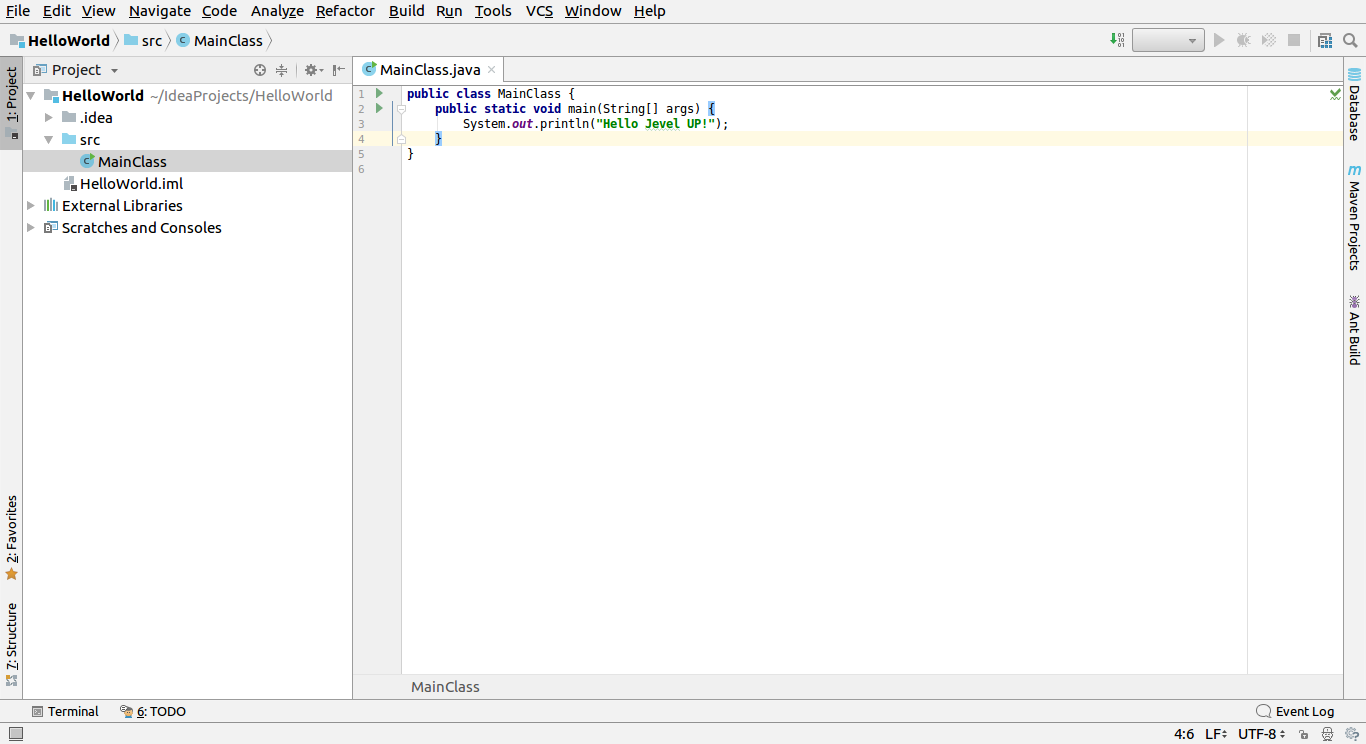 File Edit View Navigate Code Analyze Refactor Build Run Tools VCS Window Help
HelloWorld src MainClass
1: Project
Project
HelloWorld ~/IdeaProjects/HelloWorld
.idea
src
MainClass
HelloWorld.iml
External Libraries
Scratches and Consoles
2: Favorites
7: Structure
MainClass.java
1 public class MainClass {
2 public static void main(String[] args) {
3 System.out.println("Hello Jevel UP!");
4 }
5 }
6
MainClass
Database
Maven Projects
Ant Build
Terminal 6: TODO Event Log
4:6 LF UTF-8